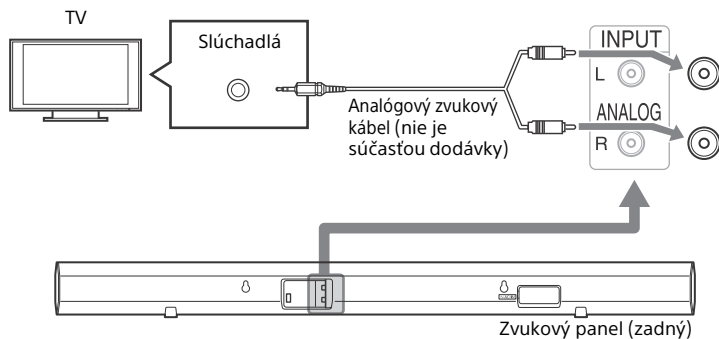 TV
Slúchadlá
Analógový zvukový
kábel (nie je
súčasťou dodávky)
INPUT
L
ANALOG
R
Zvukový panel (zadný)